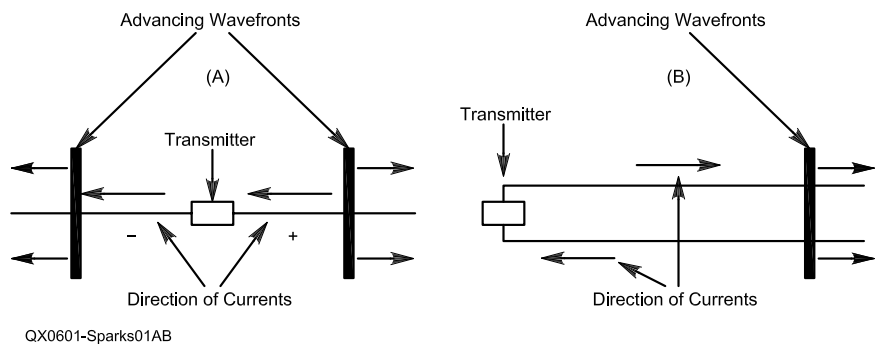 Advancing Wavefronts
(A)
Transmitter
−
+
Direction of Currents
Advancing Wavefronts
(B)
Transmitter
Direction of Currents
QX0601-Sparks01AB